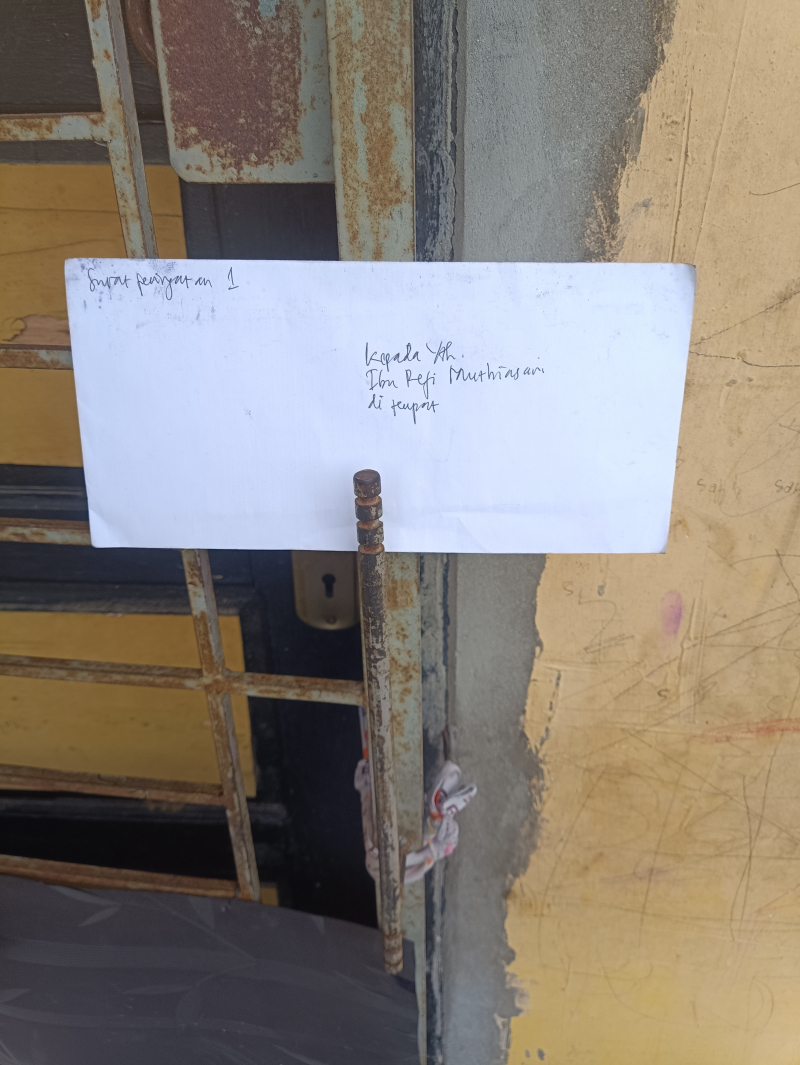 Surat peringatan 1
Kepada Yth.
Ibu Refi Muthiasari
di tempat